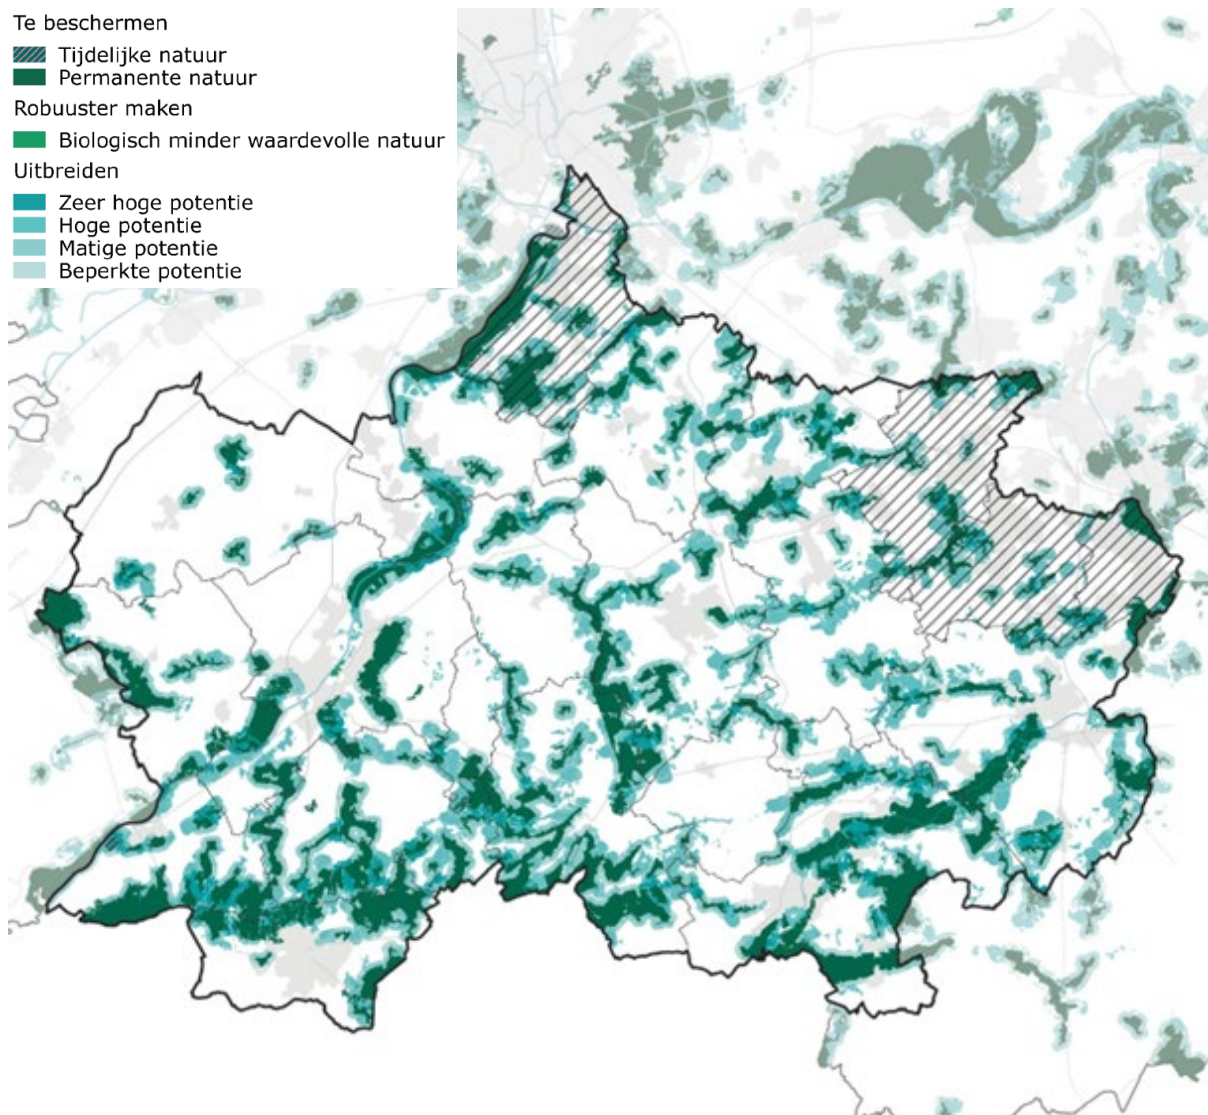 Te beschermen
Tijdelijke natuur
Permanente natuur
Robuuster maken
Biologisch minder waardevolle natuur
Uitbreiden
Zeer hoge potentie
Hoge potentie
Matige potentie
Beperkte potentie